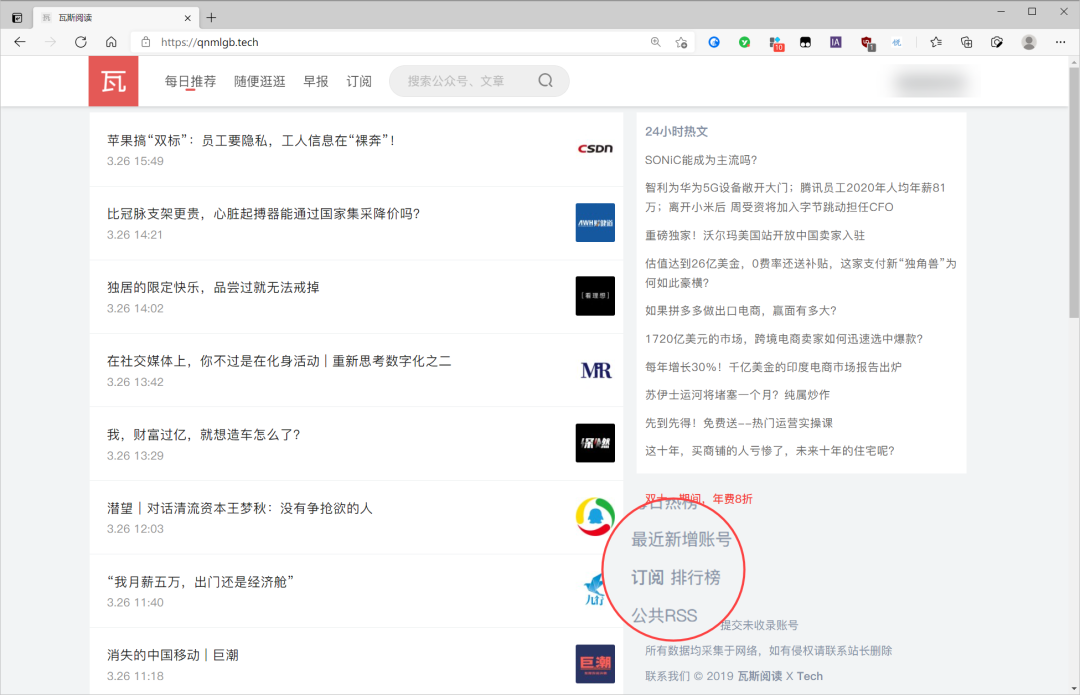 瓦斯阅读
https://qnmlgb.tech
10
IA
1
瓦
每日推荐 随便逛逛 早报 订阅 搜索公众号、文章
苹果搞“双标”：员工要隐私，工人信息在“裸奔”！
3.26 15:49
CSDN
比冠脉支架更贵，心脏起搏器能通过国家集采降价吗？
3.26 14:21
独居的限定快乐，品尝过就无法戒掉
3.26 14:02
[看理想]
在社交媒体上，你不过是在化身活动 | 重新思考数字化之二
3.26 13:42
MR
我，财富过亿，就想造车怎么了？
3.26 13:29
潜望 | 对话清流资本王梦秋：没有争抢欲的人
3.26 12:03
“我月薪五万，出门还是经济舱”
3.26 11:40
九行
消失的中国移动 | 巨潮
3.26 11:18
巨潮
24小时热文
SONiC能成为主流吗？
智利为华为5G设备敞开大门；腾讯员工2020年人均年薪81
万；离开小米后 周受资将加入字节跳动担任CFO
重磅独家！沃尔玛美国站开放中国卖家入驻
估值达到26亿美金，0费率还送补贴，这家支付新“独角兽”为
何如此豪横？
如果拼多多做出口电商，赢面有多大？
1720亿美元的市场，跨境电商卖家如何迅速选中爆款？
每年增长30%！千亿美金的印度电商市场报告出炉
苏伊士运河将堵塞一个月？纯属炒作
先到先得！免费送--热门运营实操课
这十年，买商铺的人亏惨了，未来十年的住宅呢？
双十一期间，年费8折
每日热榜
最近新增账号
订阅 排行榜
公共RSS
提交未收录账号
所有数据均采集于网络，如有侵权请联系站长删除
联系我们 © 2019 瓦斯阅读 X Tech